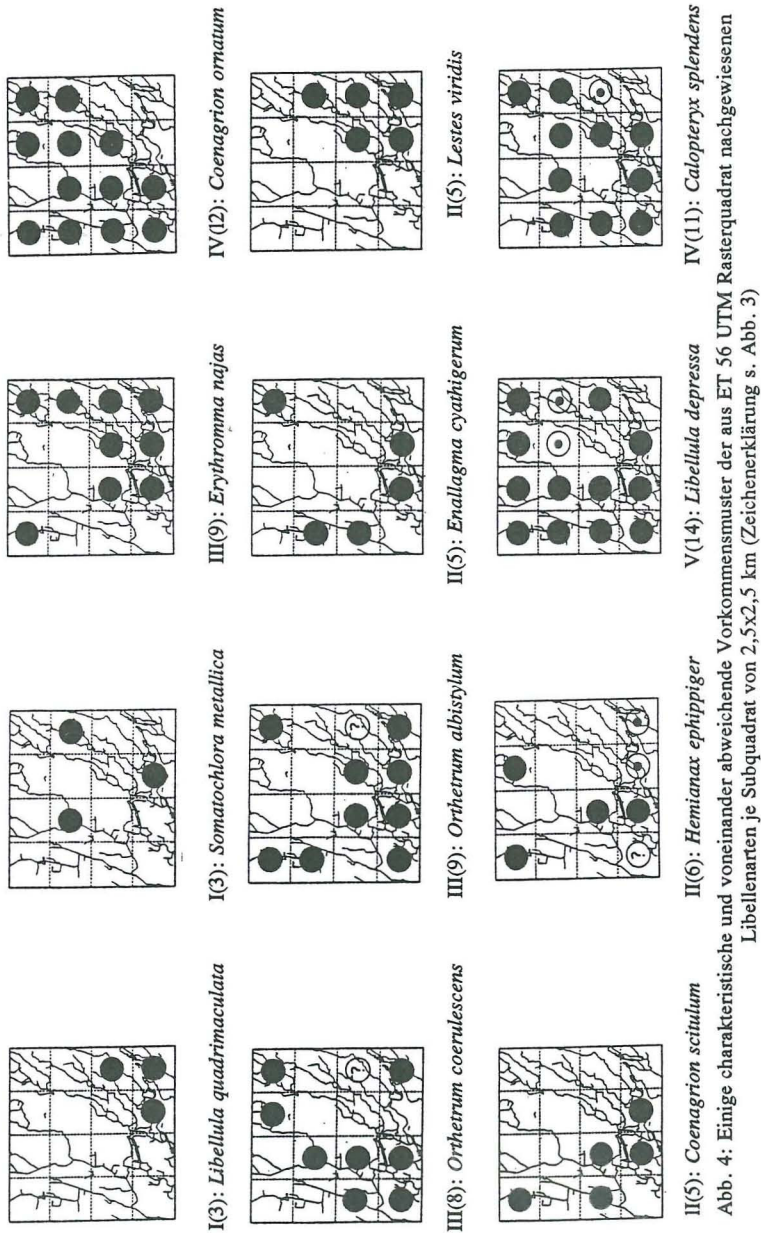 I(3): Libellula quadrimaculata
I(3): Somatochlora metallica
III(9): Erythromma najas
IV(12): Coenagrion ornatum
?
?
III(8): Orthetrum coerulescens
III(9): Orthetrum albistylum
II(5): Enallagma cyathigerum
II(5): Lestes viridis
?
II(5): Coenagrion scitulum
II(6): Hemianax ephippiger
V(14): Libellula depressa
IV(11): Calopteryx splendens
Abb. 4: Einige charakteristische und voneinander abweichende Vorkommensmuster der aus ET 56 UTM Rasterquadrat nachgewiesenen
Libellenarten je Subquadrat von 2,5x2,5 km (Zeichenerklärung s. Abb. 3)